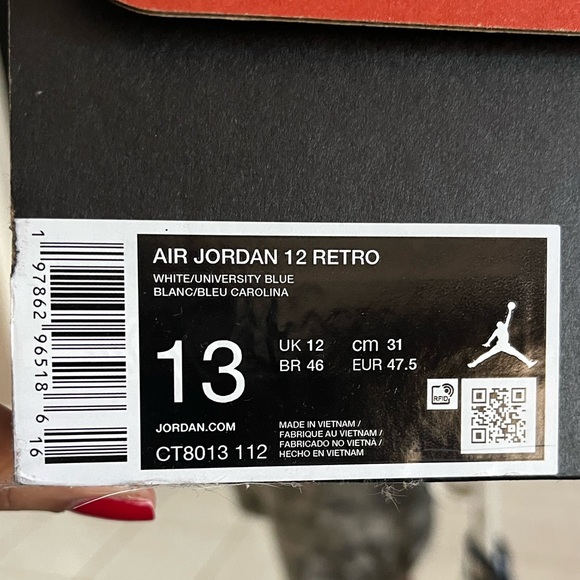 AIR JORDAN 12 RETRO
WHITE/UNIVERSITY BLUE
BLANC/BLEU CAROLINA
13
UK 12 cm 31
BR 46 EUR 47.5
RFID
JORDAN.COM
CT8013 112
MADE IN VIETNAM /
FABRIQUE AU VIETNAM /
FABRICADO NO VIETNÃ /
HECHO EN VIETNAM
1 97862 96518 6 16